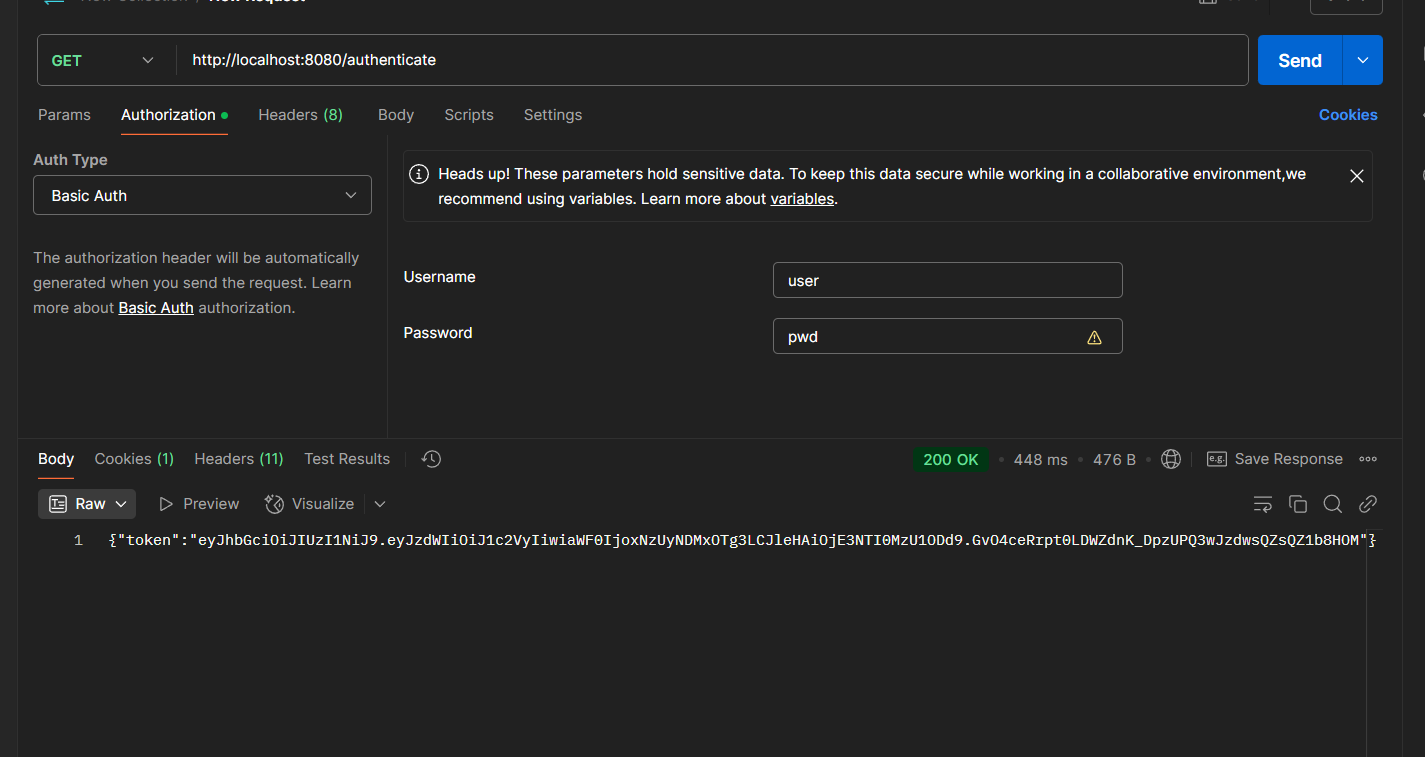 New Request
GET
http://localhost:8080/authenticate
Send
Params
Authorization
Headers (8)
Body
Scripts
Settings
Cookies
Auth Type
Basic Auth
The authorization header will be automatically
generated when you send the request. Learn
more about Basic Auth authorization.
Heads up! These parameters hold sensitive data. To keep this data secure while working in a collaborative environment,we
recommend using variables. Learn more about variables.
Username
user
Password
pwd
Body
Cookies (1)
Headers (11)
Test Results
200 OK
448 ms
476 B
e.g.
Save Response
Raw
Preview
Visualize
1
{"token":"eyJhbGciOiJIUzI1NiJ9.eyJzdWIiOiJ1c2VyIiwiaWF0IjoxNzUyNDMxOTg3LCJleHAiOjE3NTI0MzU1ODd9.GvO4ceRrpt0LDWZdnK_DpzUPQ3wJzdwsQZsQZ1b8HOM"}